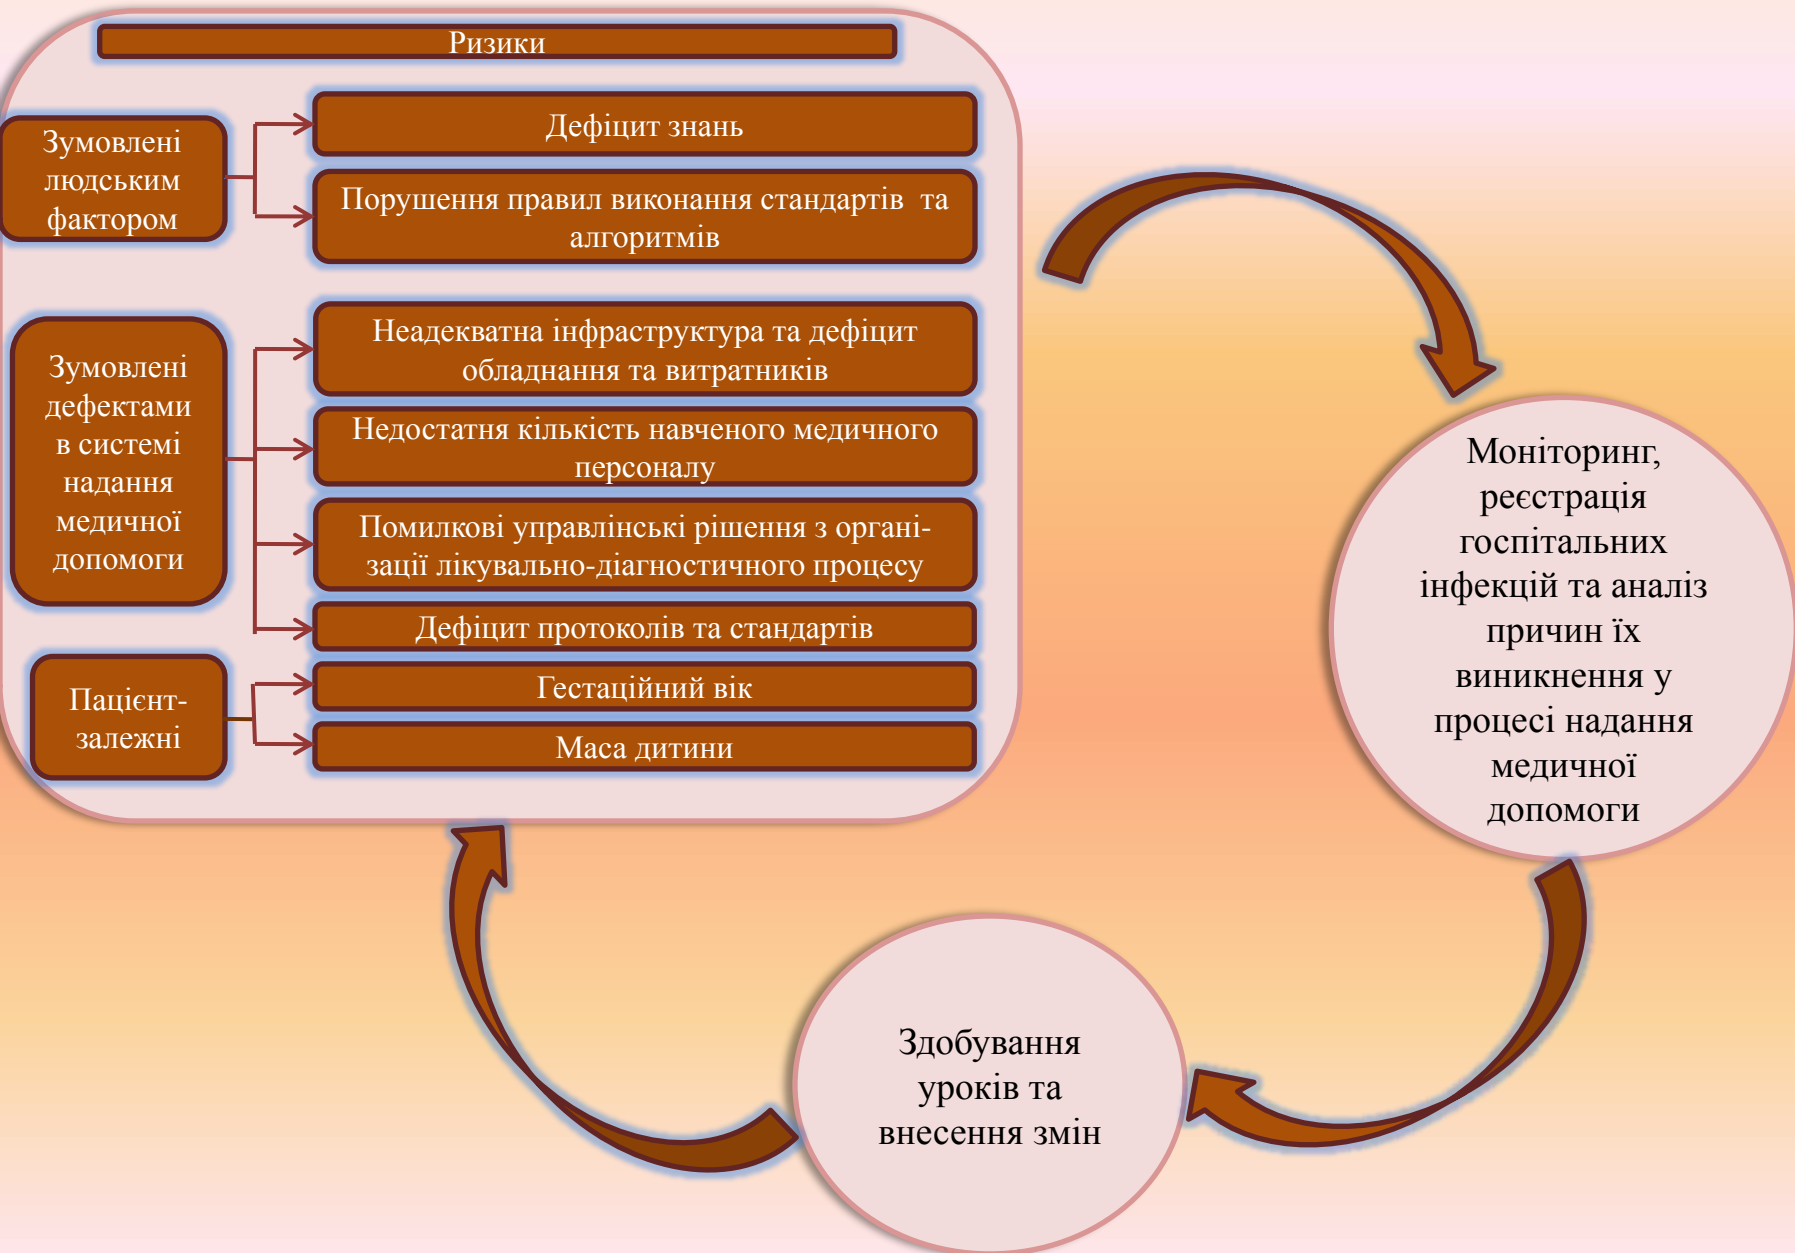 Ризики
Зумовлені
людським
фактором
Дефіцит знань
Порушення правил виконання стандартів та
алгоритмів
Зумовлені
дефектами
в системі
надання
медичної
допомоги
Неадекватна інфраструктура та дефіцит
обладнання та витратників
Недостатня кількість навченого медичного
персоналу
Помилкові управлінські рішення з органі-
зації лікувально-діагностичного процесу
Дефіцит протоколів та стандартів
Пацієнт-
залежні
Гестаційний вік
Маса дитини
Моніторинг,
реєстрація
госпітальних
інфекцій та аналіз
причин їх
виникнення у
процесі надання
медичної
допомоги
Здобування
уроків та
внесення змін